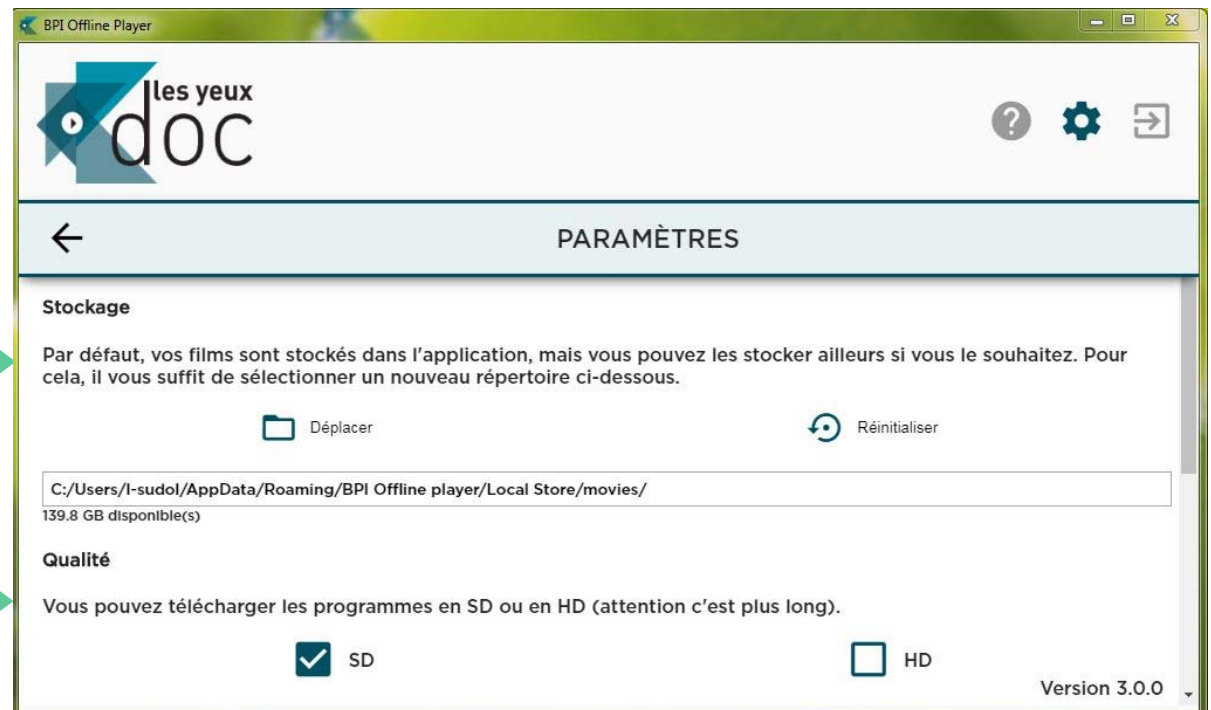 BPI Offline Player
les yeux
doc
PARAMÈTRES
Stockage
Par défaut, vos films sont stockés dans l'application, mais vous pouvez les stocker ailleurs si vous le souhaitez. Pour
cela, il vous suffit de sélectionner un nouveau répertoire ci-dessous.
Déplacer
Réinitialiser
C:/Users/I-sudol/AppData/Roaming/BPI Offline player/Local Store/movies/
139.8 GB disponible(s)
Qualité
Vous pouvez télécharger les programmes en SD ou en HD (attention c'est plus long).
SD
HD
Version 3.0.0